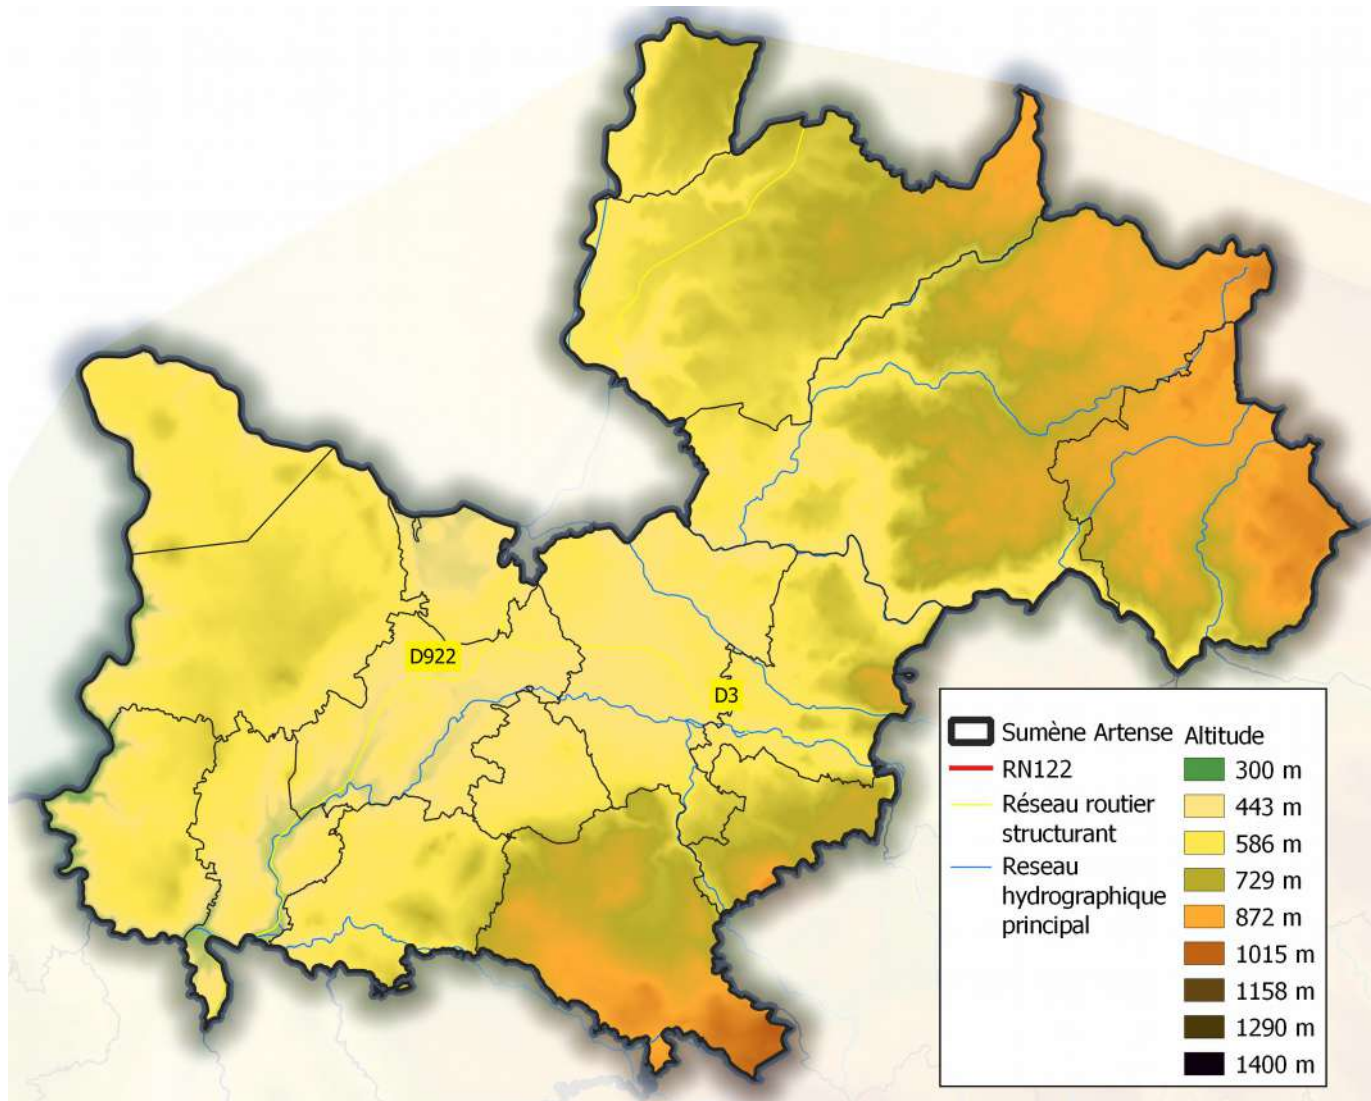 D922
D3
Sumène Artense
RN122
Réseau routier
structurant
Reseau
hydrographique
principal
Altitude
300 m
443 m
586 m
729 m
872 m
1015 m
1158 m
1290 m
1400 m